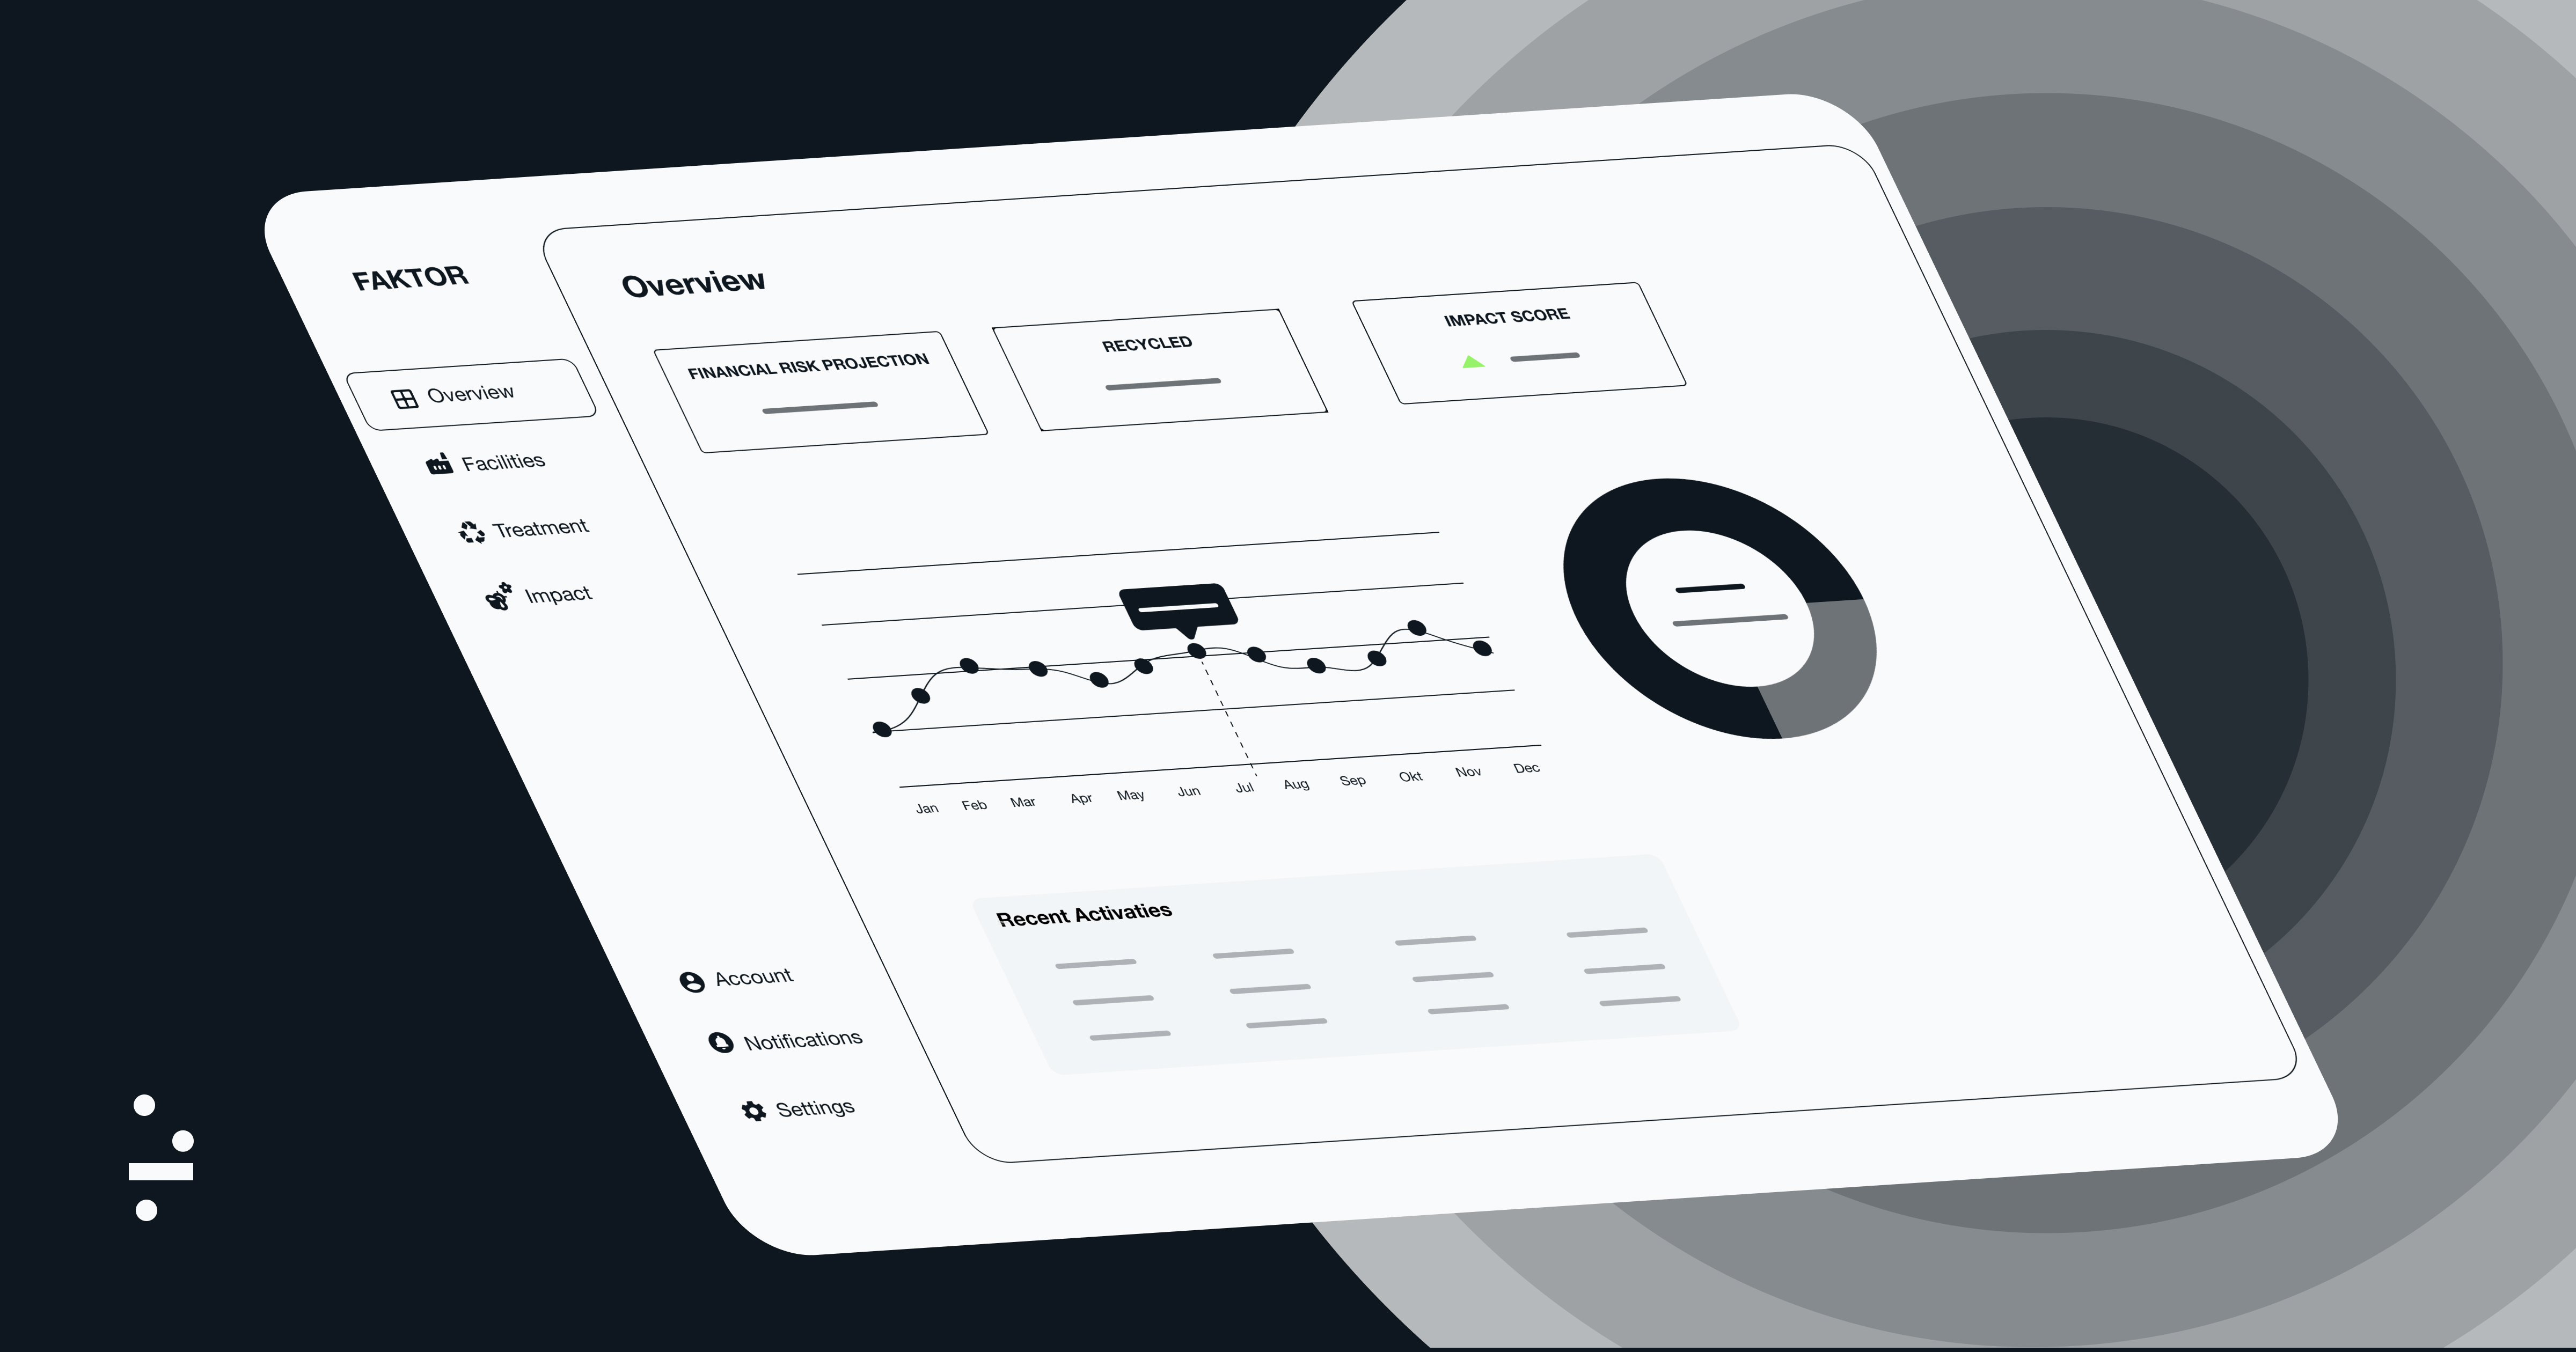 FAKTOR
Overview
Facilities
Treatment
Impact
Account
Notifications
Settings
Overview
FINANCIAL RISK PROJECTION
RECYCLED
IMPACT SCORE
Jan Feb Mar Apr May Jun Jul Aug Sep Okt Nov Dec
Recent Activaties